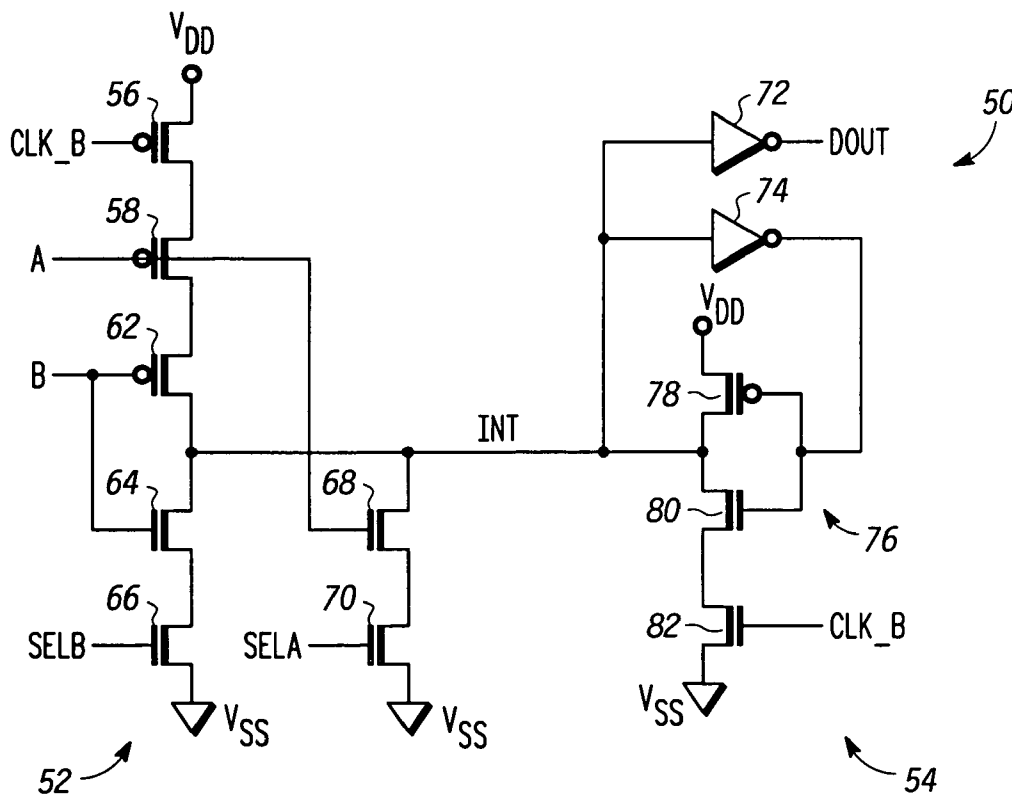 VDD
56
CLK_B
72
DOUT
50
58
A
74
62
B
VDD
78
INT
64
68
80
76
66
SELB
70
SELA
82
CLK_B
VSS
VSS
VSS
52
54